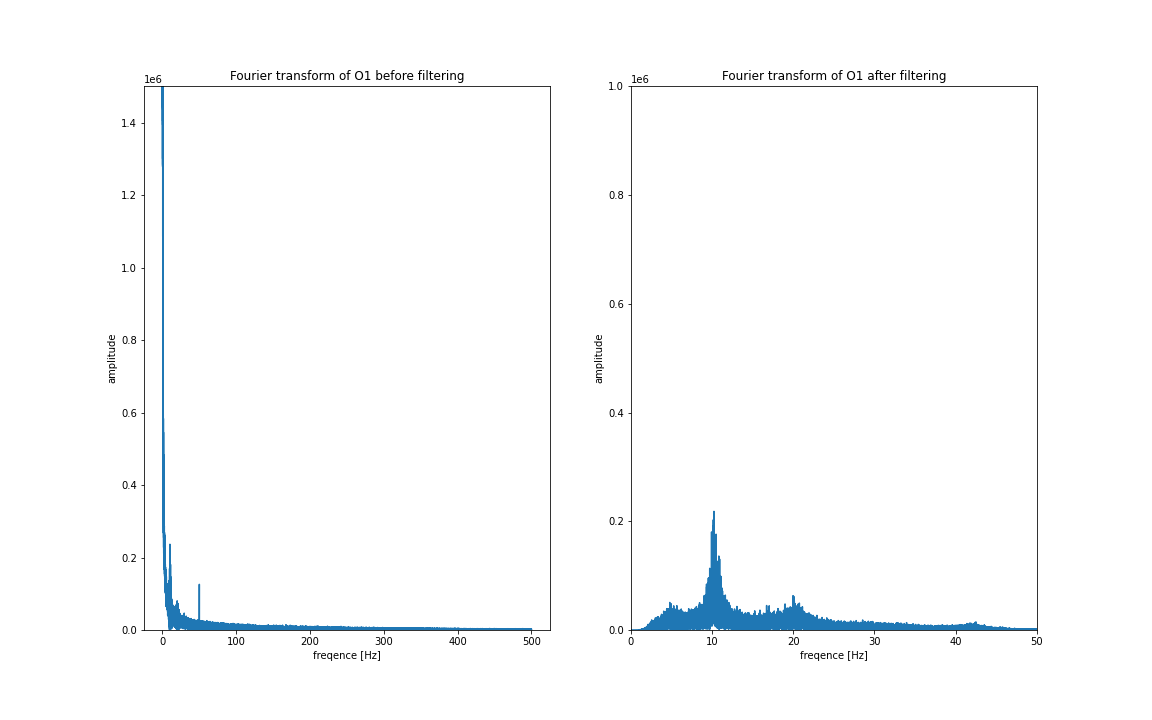 Fourier transform of O1 before filtering
1e6
1.4
1.2
1.0
0.8
0.6
0.4
0.2
0.0
amplitude
0 100 200 300 400 500
freqence [Hz]
Fourier transform of O1 after filtering
1e6
1.0
0.8
0.6
0.4
0.2
0.0
amplitude
0 10 20 30 40 50
freqence [Hz]